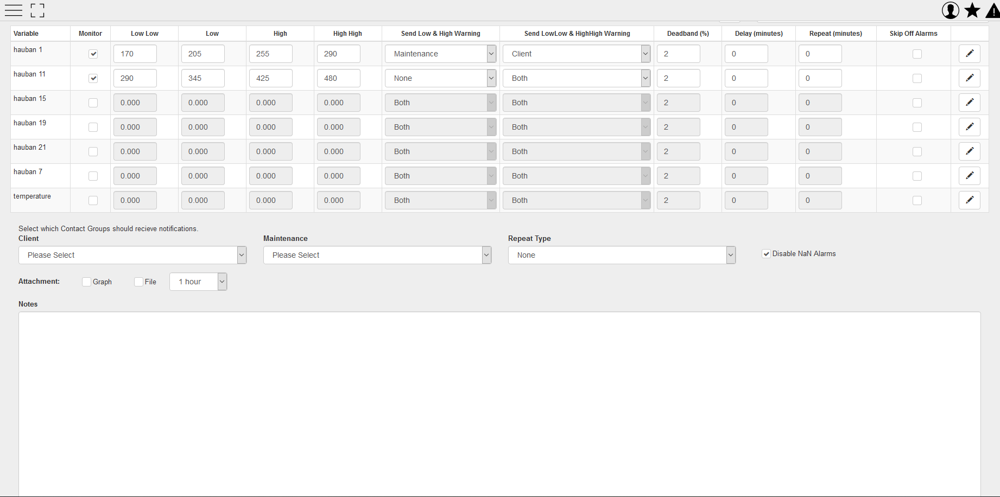 Variable Monitor Low Low Low High High High Send Low & High Warning Send LowLow & HighHigh Warning Deadband (%) Delay (minutes) Repeat (minutes) Skip Off Alarms
hauban 1 170 205 255 290 Maintenance Client 2 0 0
hauban 11 290 345 425 480 None Both 2 0 0
hauban 15 0.000 0.000 0.000 0.000 Both Both 2 0 0
hauban 19 0.000 0.000 0.000 0.000 Both Both 2 0 0
hauban 21 0.000 0.000 0.000 0.000 Both Both 2 0 0
hauban 7 0.000 0.000 0.000 0.000 Both Both 2 0 0
temperature 0.000 0.000 0.000 0.000 Both Both 2 0 0
Select which Contact Groups should recieve notifications.
Client Maintenance Repeat Type
Please Select Please Select None Disable NaN Alarms
Attachment: Graph File 1 hour
Notes